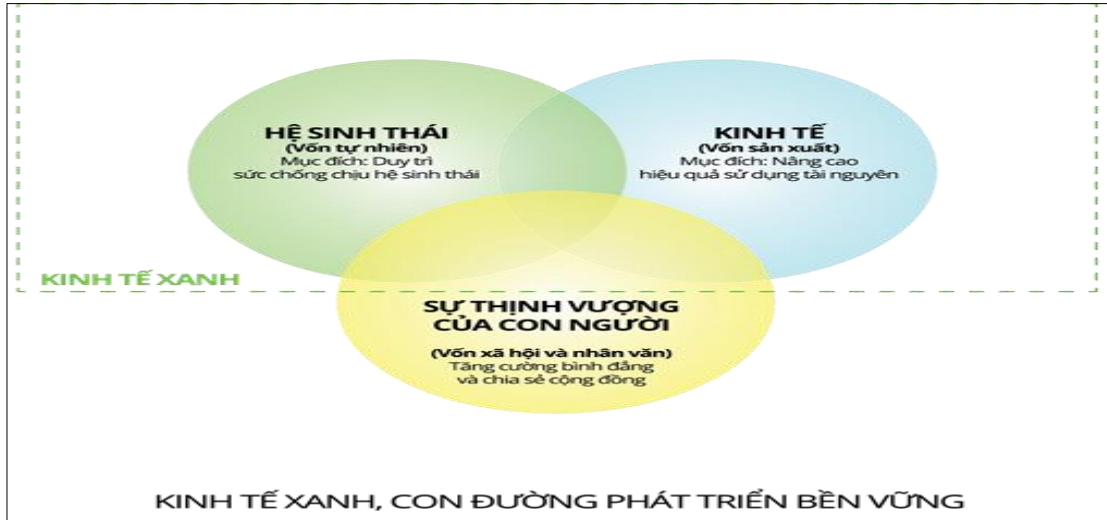 HỆ SINH THÁI
(Vốn tự nhiên)
Mục đích: Duy trì
sức chống chịu hệ sinh thái
KINH TẾ
(Vốn sản xuất)
Mục đích: Nâng cao
hiệu quả sử dụng tài nguyên
KINH TẾ XANH
SỰ THỊNH VƯỢNG
CỦA CON NGƯỜI
(Vốn xã hội và nhân văn)
Tăng cường bình đẳng
và chia sẻ cộng đồng
KINH TẾ XANH, CON ĐƯỜNG PHÁT TRIỂN BỀN VỮNG